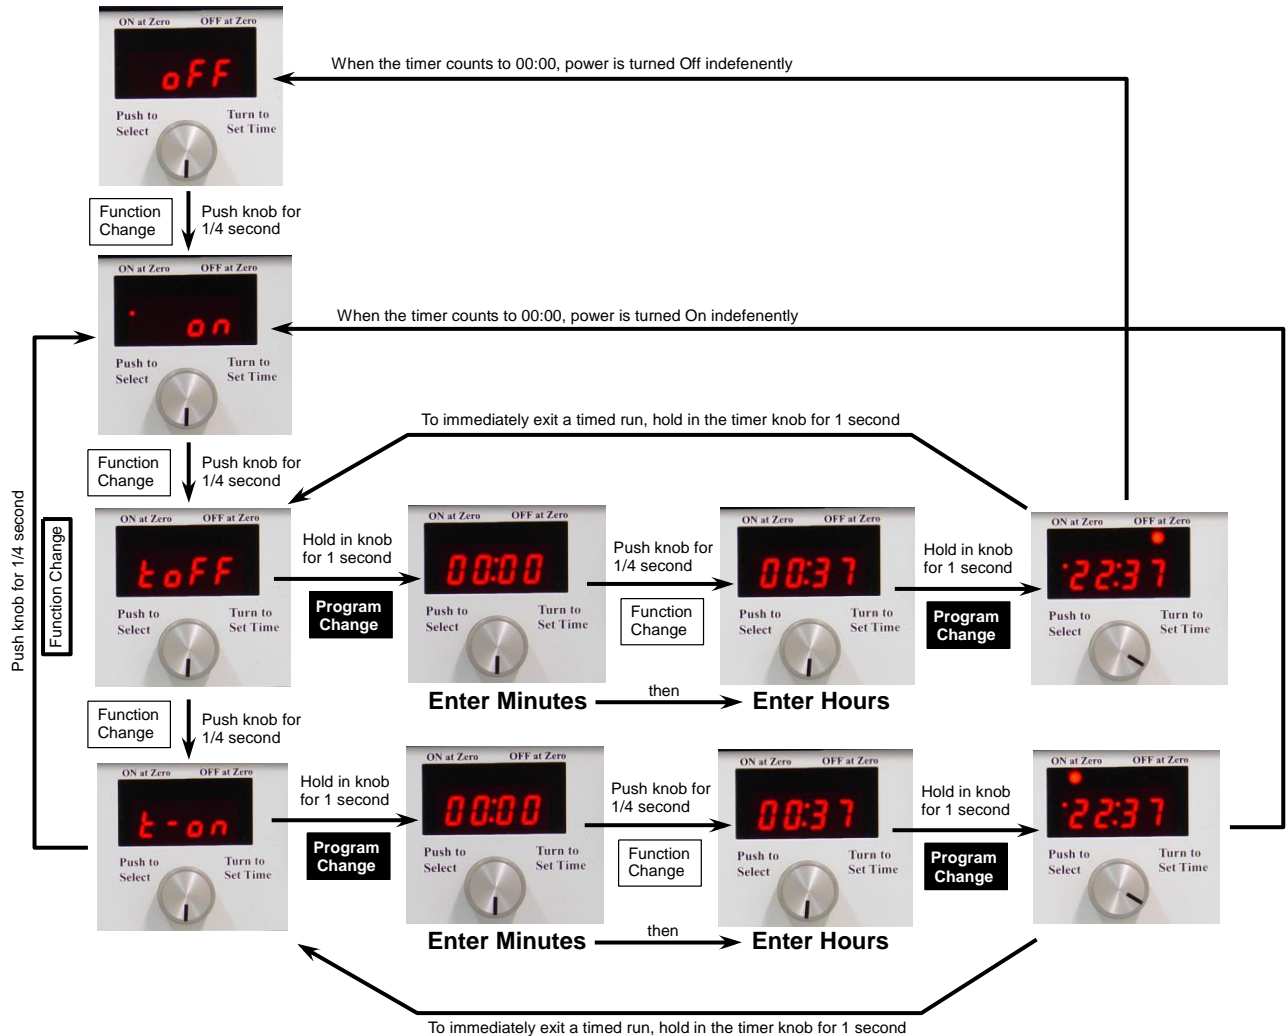 ON at Zero OFF at Zero
oFF
When the timer counts to 00:00, power is turned Off indefenently
Push to Select
Turn to Set Time
Function Change
Push knob for 1/4 second
ON at Zero OFF at Zero
on
When the timer counts to 00:00, power is turned On indefenently
Push to Select
Turn to Set Time
To immediately exit a timed run, hold in the timer knob for 1 second
Function Change
Push knob for 1/4 second
Push knob for 1/4 second
Function Change
ON at Zero OFF at Zero
toFF
Push to Select
Turn to Set Time
Hold in knob for 1 second
Program Change
ON at Zero OFF at Zero
00:00
Push to Select
Turn to Set Time
Push knob for 1/4 second
Function Change
ON at Zero OFF at Zero
00:37
Push to Select
Turn to Set Time
Hold in knob for 1 second
Program Change
ON at Zero OFF at Zero
22:37
Push to Select
Turn to Set Time
Enter Minutes
then
Enter Hours
Function Change
Push knob for 1/4 second
ON at Zero OFF at Zero
t-on
Push to Select
Turn to Set Time
Hold in knob for 1 second
Program Change
ON at Zero OFF at Zero
00:00
Push to Select
Turn to Set Time
Push knob for 1/4 second
Function Change
ON at Zero OFF at Zero
00:37
Push to Select
Turn to Set Time
Hold in knob for 1 second
Program Change
ON at Zero OFF at Zero
22:37
Push to Select
Turn to Set Time
Enter Minutes
then
Enter Hours
To immediately exit a timed run, hold in the timer knob for 1 second